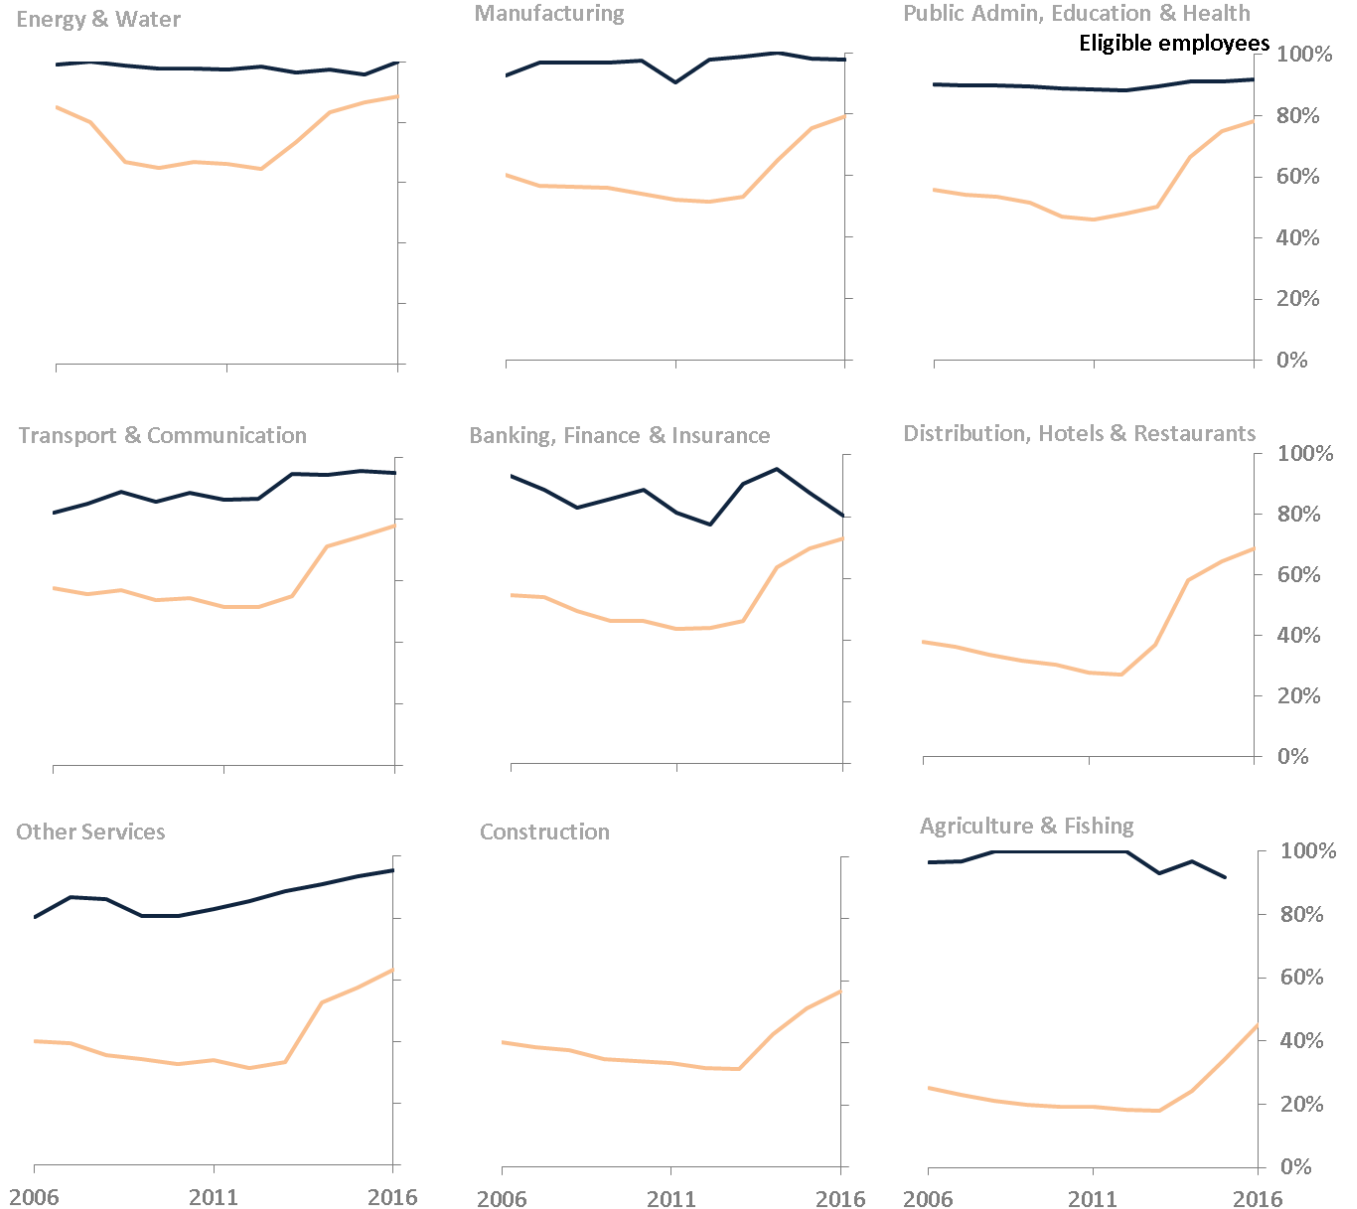 Energy & Water
Manufacturing
Public Admin, Education & Health
Eligible employees
100%
80%
60%
40%
20%
0%
Transport & Communication
Banking, Finance & Insurance
Distribution, Hotels & Restaurants
100%
80%
60%
40%
20%
0%
Other Services
Construction
Agriculture & Fishing
100%
80%
60%
40%
20%
0%
2006 2011 2016
2006 2011 2016
2006 2011 2016